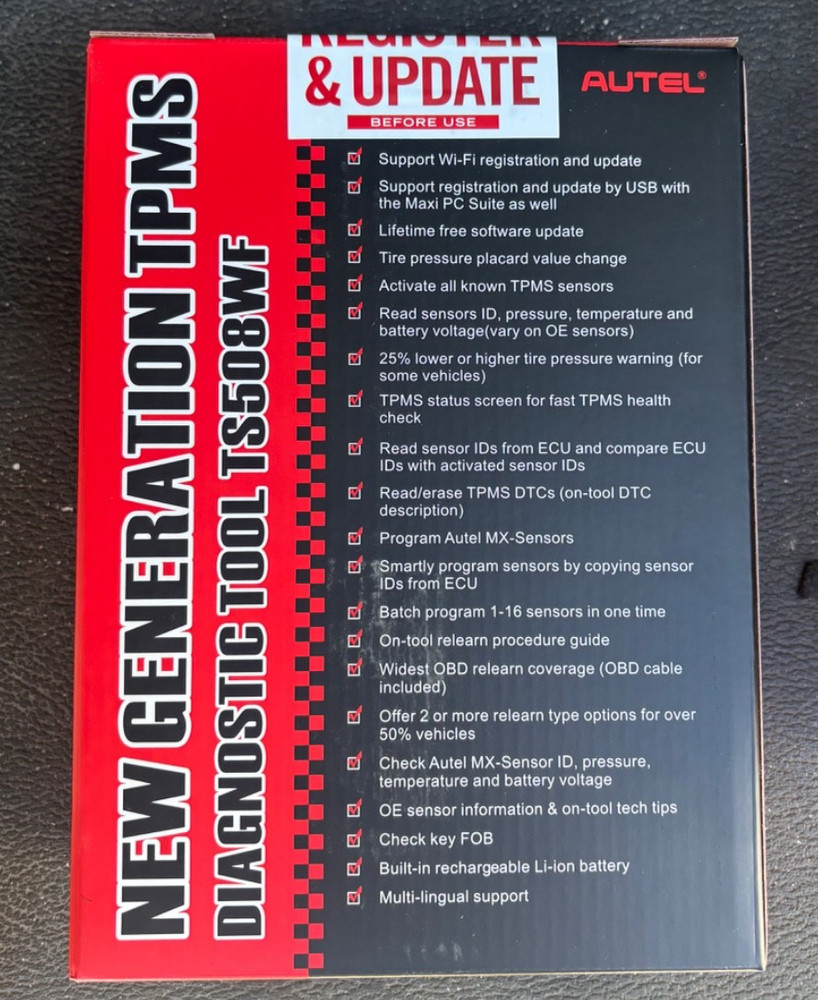 NEW GENERATION TPMS
DIAGNOSTIC TOOL TS508WF
REGISTER
& UPDATE
BEFORE USE
AUTEL®
Support Wi-Fi registration and update
Support registration and update by USB with
the Maxi PC Suite as well
Lifetime free software update
Tire pressure placard value change
Activate all known TPMS sensors
Read sensors ID, pressure, temperature and
battery voltage(vary on OE sensors)
25% lower or higher tire pressure warning (for
some vehicles)
TPMS status screen for fast TPMS health
check
Read sensor IDs from ECU and compare ECU
IDs with activated sensor IDs
Read/erase TPMS DTCs (on-tool DTC
description)
Program Autel MX-Sensors
Smartly program sensors by copying sensor
IDs from ECU
Batch program 1-16 sensors in one time
On-tool relearn procedure guide
Widest OBD relearn coverage (OBD cable
included)
Offer 2 or more relearn type options for over
50% vehicles
Check Autel MX-Sensor ID, pressure,
temperature and battery voltage
OE sensor information & on-tool tech tips
Check key FOB
Built-in rechargeable Li-ion battery
Multi-lingual support